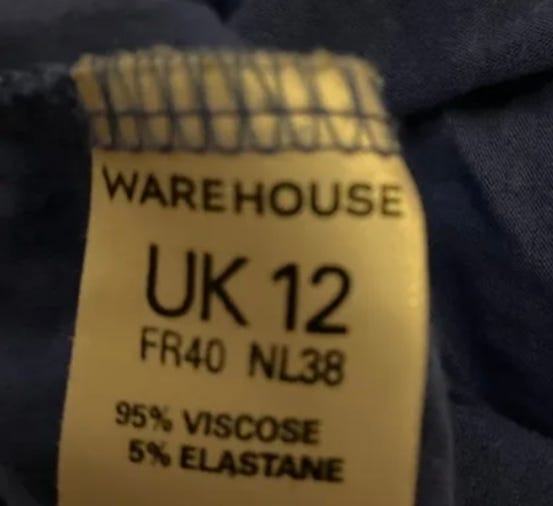 WAREHOUSE
UK 12
FR40 NL38
95% VISCOSE
5% ELASTANE